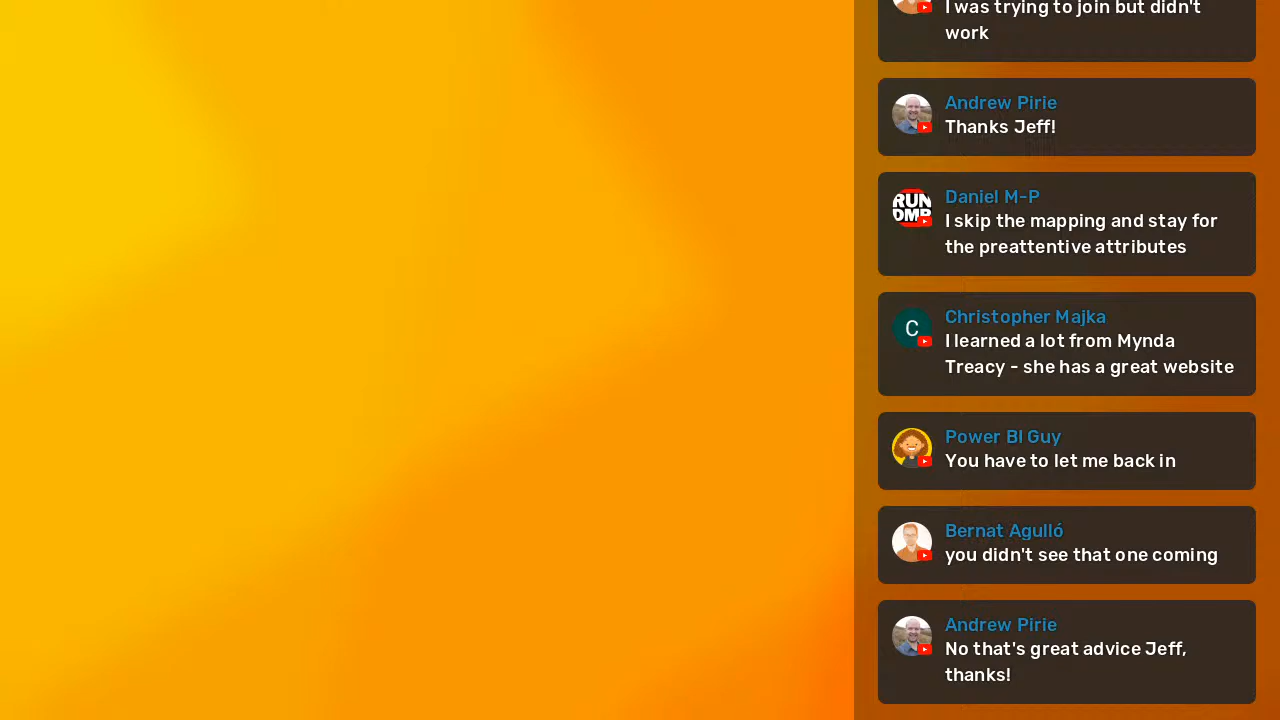 I was trying to join but didn't
work
Andrew Pirie
Thanks Jeff!
RUN
DMP
Daniel M-P
I skip the mapping and stay for
the preattentive attributes
C
Christopher Majka
I learned a lot from Mynda
Treacy - she has a great website
Power BI Guy
You have to let me back in
Bernat Agulló
you didn't see that one coming
Andrew Pirie
No that's great advice Jeff,
thanks!